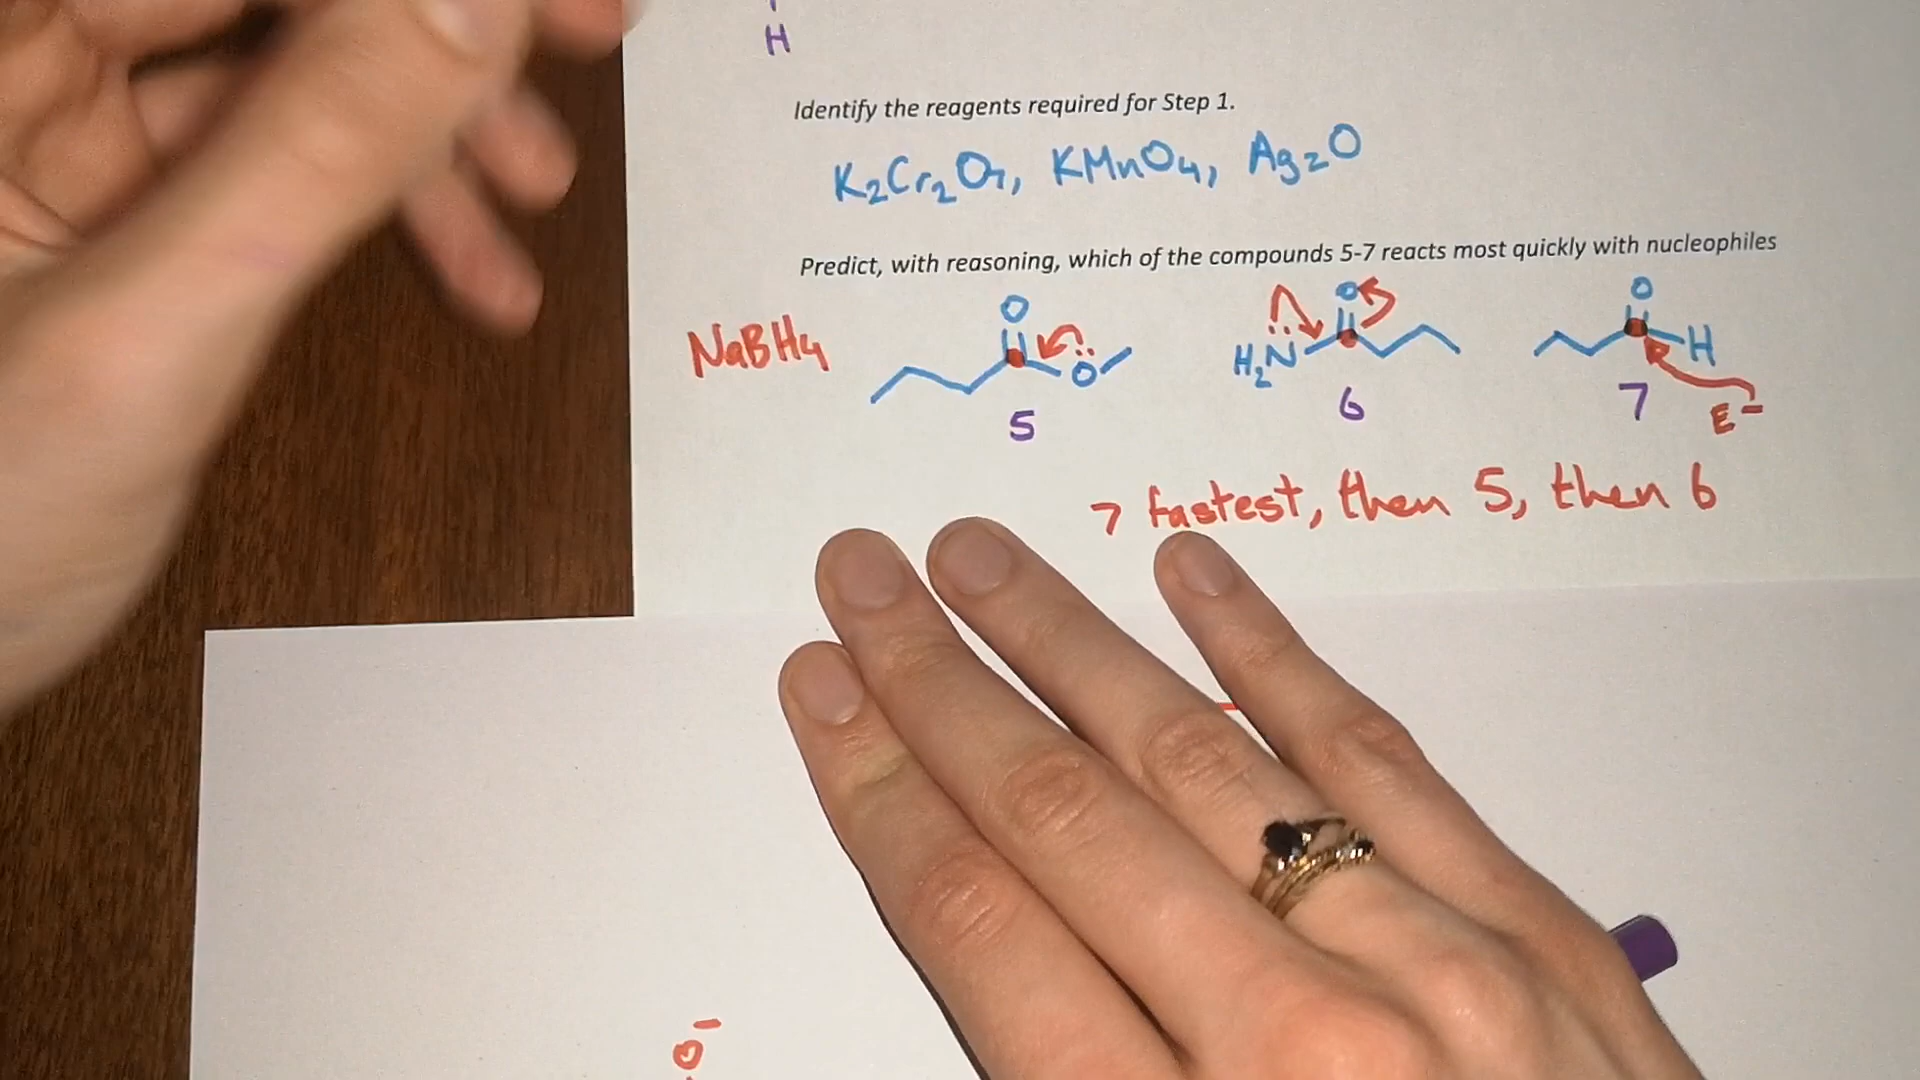 H
Identify the reagents required for Step 1.
K2Cr2O7, KMnO4, Ag2O
Predict, with reasoning, which of the compounds 5-7 reacts most quickly with nucleophiles
NaBH4
O
O
5
O
H2N
6
O
H
7
E-
7 fastest, then 5, then 6
O-